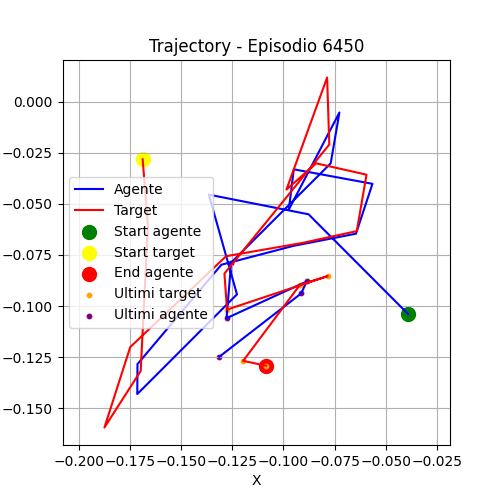 Trajectory - Episodio 6450
0.000
−0.025
−0.050
−0.075
−0.100
−0.125
−0.150
Agente
Target
Start agente
Start target
End agente
Ultimi target
Ultimi agente
−0.200 −0.175 −0.150 −0.125 −0.100 −0.075 −0.050 −0.025
X